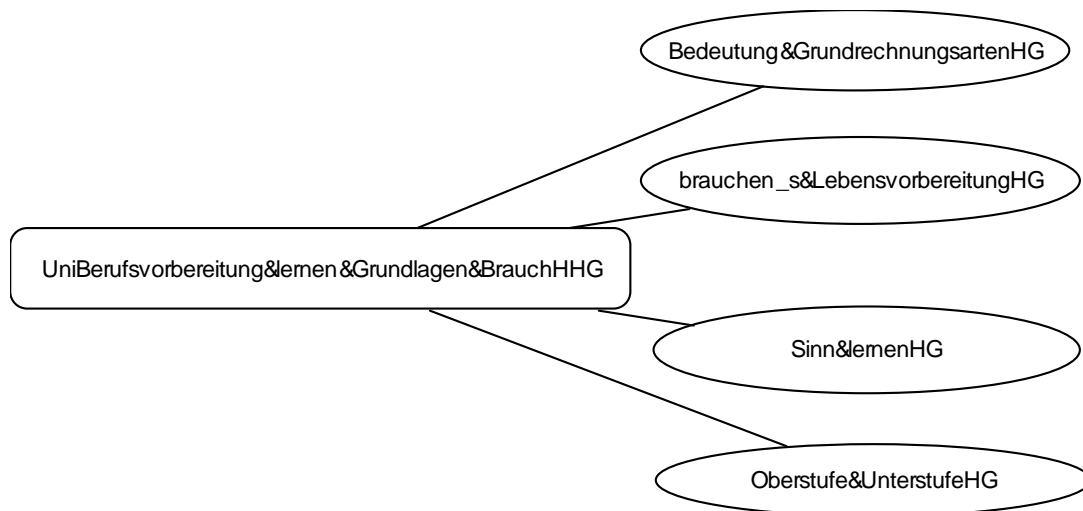 Bedeutung&GrundrechnungsartenHG
brauchen_s&LebensvorbereitungHG
UniBerufsvorbereitung&lernen&Grundlagen&BrauchHHG
Sinn&lernenHG
Oberstufe&UnterstufeHG